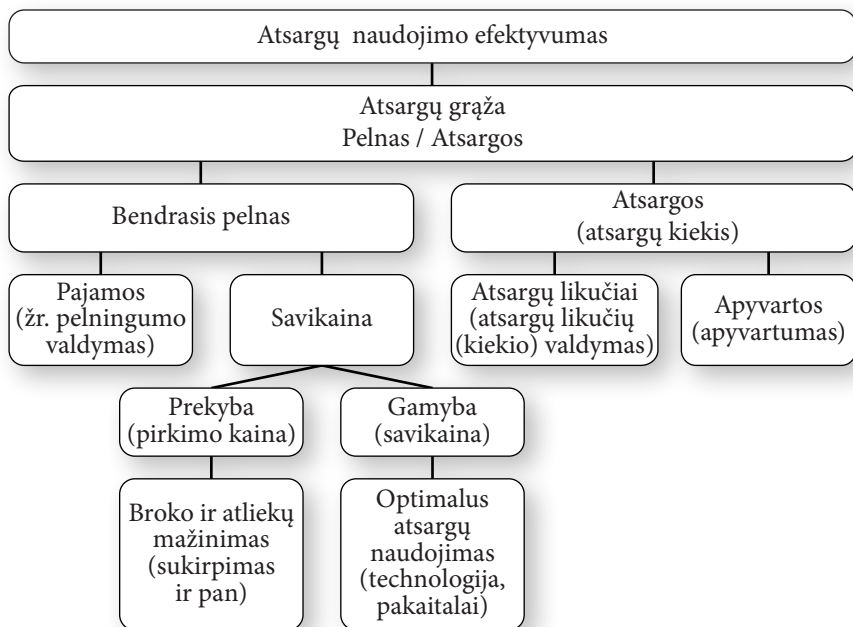 Atsargų naudojimo efektyvumas
Atsargų grąža
Pelnas / Atsargos
Bendrasis pelnas
Atsargos
(atsargų kiekis)
Pajamos
(žr. pelningumo
valdymas)
Savikaina
Atsargų likučiai
(atsargų likučių
(kiekio) valdymas)
Apyvartos
(apyvartumas)
Prekyba
(pirkimo kaina)
Gamyba
(savikaina)
Broko ir atliekų
mažinimas
(sukirpimas
ir pan)
Optimalus
atsargų
naudojimas
(technologija,
pakaitalai)